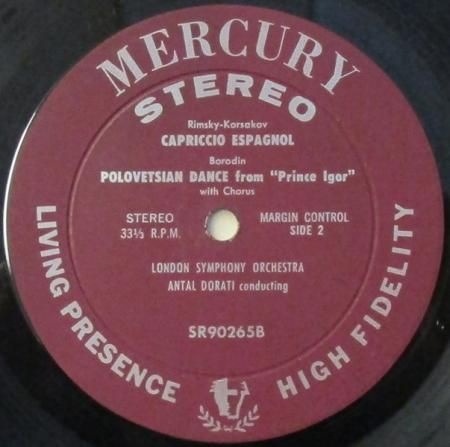 MERCURY
STEREO
Rimsky-Korsakov
CAPRICCIO ESPAGNOL
Borodin
POLOVETSIAN DANCE from "Prince Igor"
with Chorus
STEREO
33⅓ R.P.M.
MARGIN CONTROL
SIDE 2
LONDON SYMPHONY ORCHESTRA
ANTAL DORATI conducting
SR90265B
LIVING PRESENCE
HIGH FIDELITY